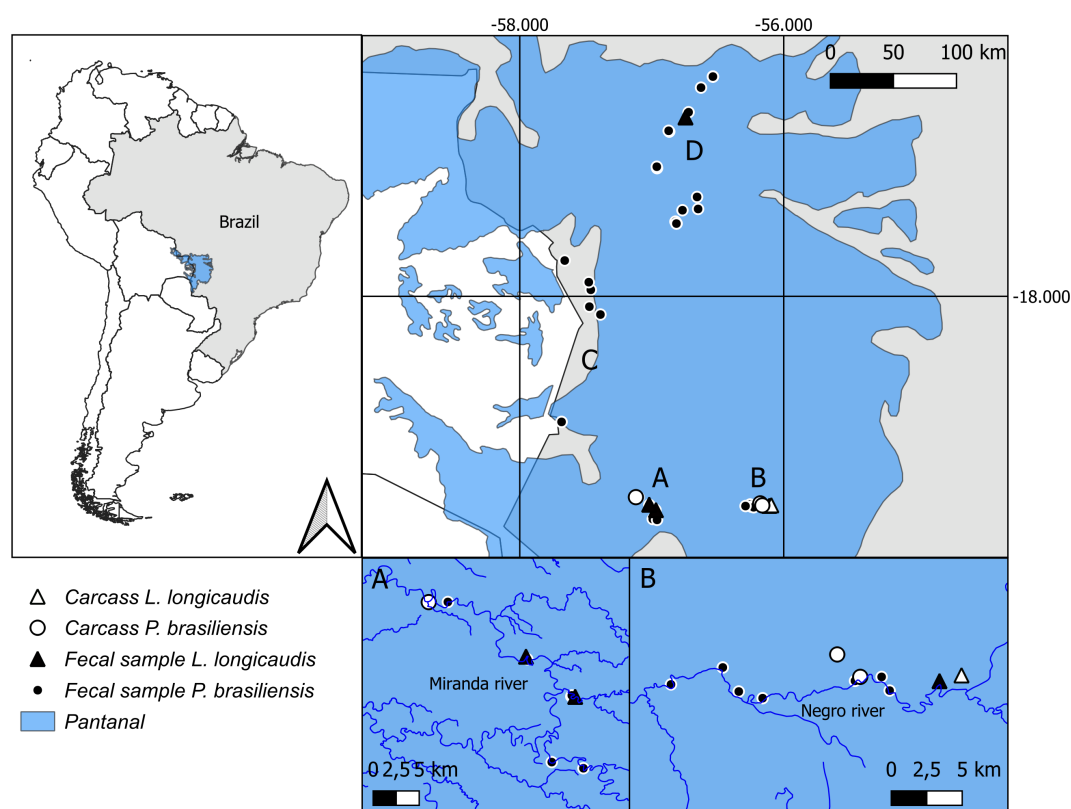 -58.000
-56.000
0 50 100 km
Brazil
D
-18.000
C
A
B
A
B
Carcass L. longicaudis
Carcass P. brasiliensis
Fecal sample L. longicaudis
Fecal sample P. brasiliensis
Pantanal
Miranda river
Negro river
0 2,5 5 km
0 2,5 5 km